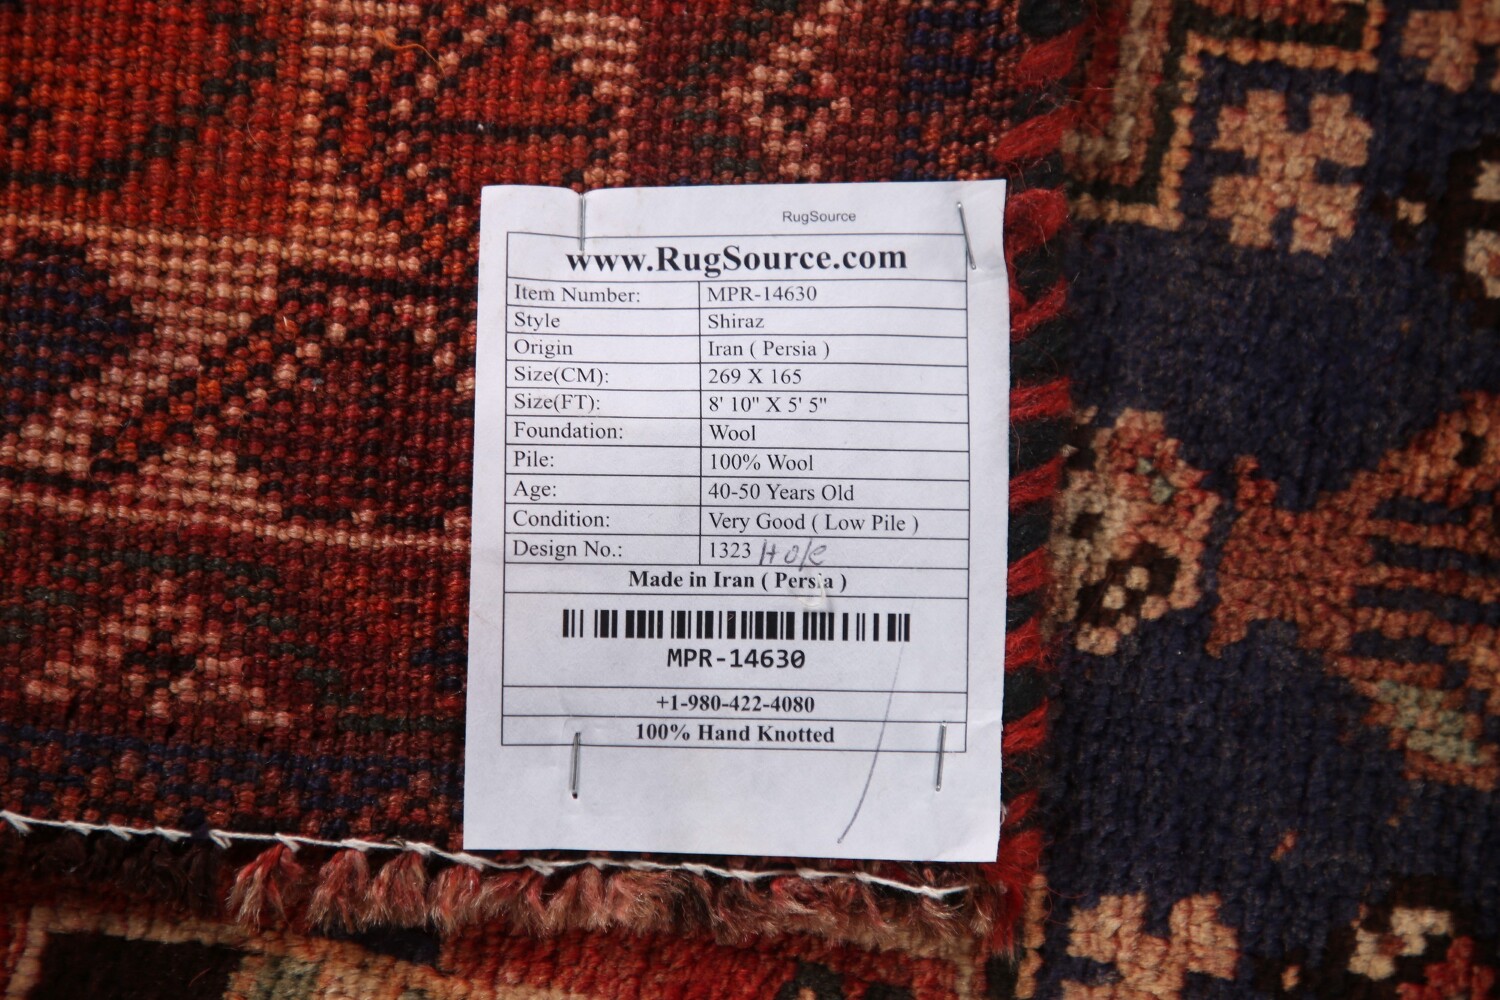 RugSource
www.RugSource.com
Item Number: MPR-14630
Style Shiraz
Origin Iran ( Persia )
Size(CM): 269 X 165
Size(FT): 8' 10" X 5' 5"
Foundation: Wool
Pile: 100% Wool
Age: 40-50 Years Old
Condition: Very Good ( Low Pile )
Design No.: 1323 Hole
Made in Iran ( Persia )
MPR-14630
+1-980-422-4080
100% Hand Knotted